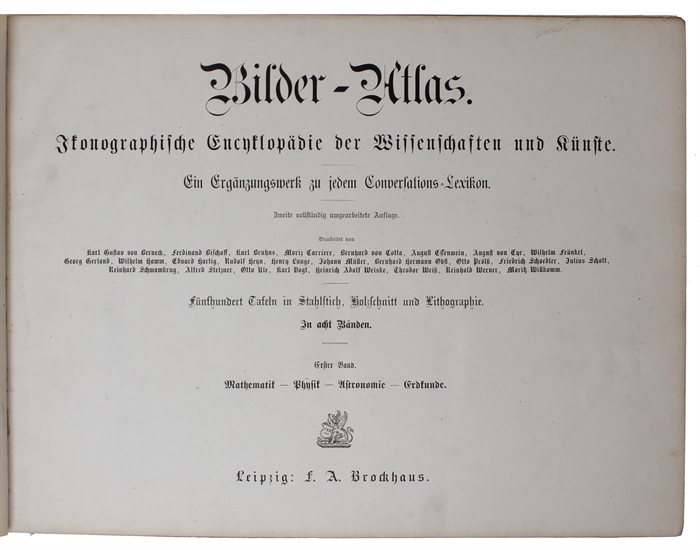 Bilder-Atlas.
Ikonographische Encyklopädie der Wissenschaften und Künste.
Ein Ergänzungswerk zu jedem Conversations-Lexikon.
Zweite vollständig umgearbeitete Auflage.
Bearbeitet von
Karl Gustav von Berneck, Ferdinand Bischoff, Karl Bruhns, Moriz Carriere, Bernhard von Cotta, August Essenwein, August von Eye, Wilhelm Fränkel,
Georg Gerland, Wilhelm Hamm, Eduard Hartig, Rudolf Heyn, Henry Lange, Johann Müller, Bernhard Hermann Obst, Otto Prölß, Friedrich Schoedler, Julius Schott,
Reinhard Schwambrug, Alfred Stelzner, Otto Ule, Karl Vogt, Heinrich Adolf Weiske, Theodor Weiß, Reinhold Werner, Moritz Willkomm.
Fünfhundert Tafeln in Stahlstich, Holzschnitt und Lithographie.
In acht Bänden.
Erster Band.
Mathematik — Physik — Astronomie — Erdkunde.
Leipzig: F. A. Brockhaus.